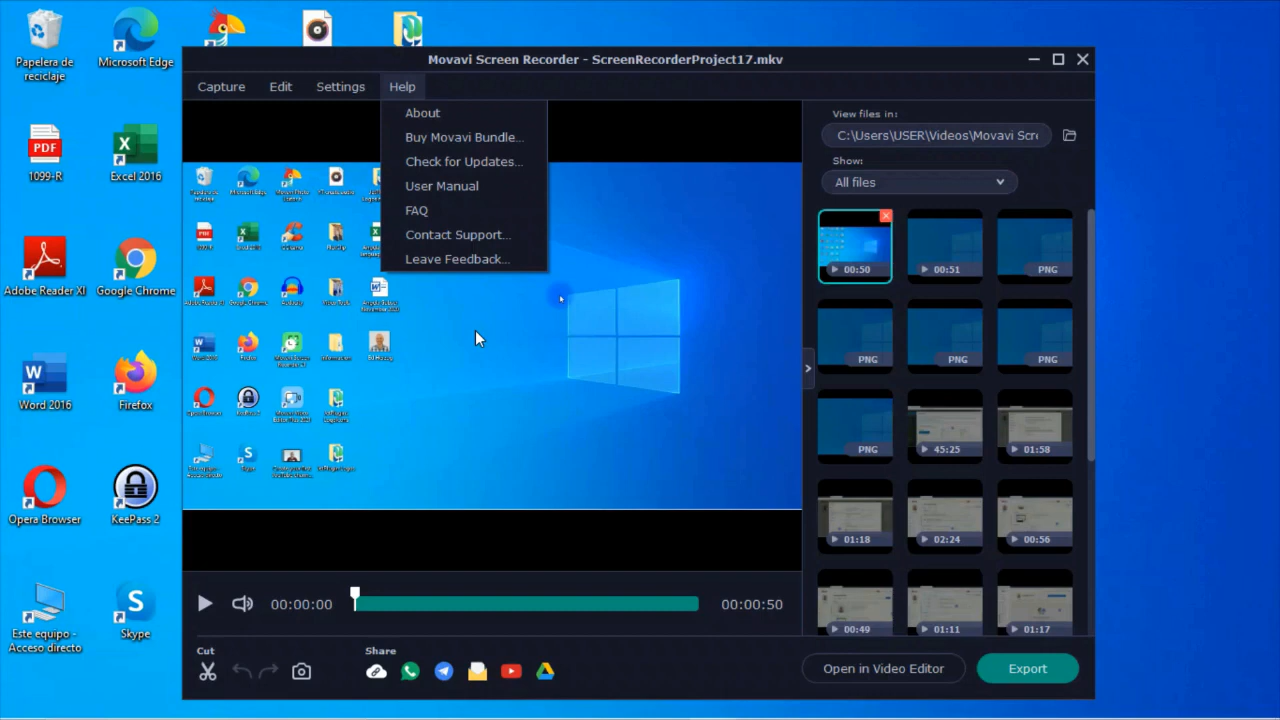 Papelera de
reciclaje
Microsoft Edge
1099-R
PDF
Excel 2016
Adobe Reader XI
Google Chrome
Word 2016
Firefox
Opera Browser
KeePass 2
Este equipo -
Acceso directo
Skype
Movavi Screen Recorder - ScreenRecorderProject17.mkv
Capture
Edit
Settings
Help
About
Buy Movavi Bundle...
Check for Updates...
User Manual
FAQ
Contact Support...
Leave Feedback...
View files in:
C:\Users\USER\Videos\Movavi Scr
Show:
All files
00:50
00:51
PNG
PNG
PNG
PNG
PNG
45:25
01:58
01:18
02:24
00:56
00:49
01:11
01:17
00:00:00
00:00:50
Cut
Share
Open in Video Editor
Export